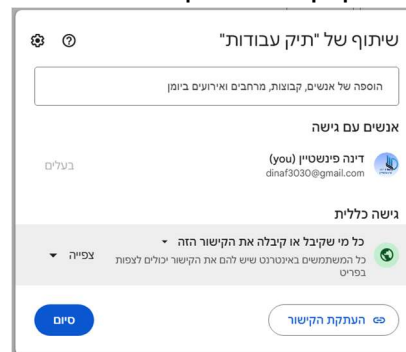 שיתוף של "תיק עבודות"
הוספה של אנשים, קבוצות, מרחבים ואירועים ביומן
אנשים עם גישה
דינה פינשטיין (you)
dinaf3030@gmail.com
בעלים
גישה כללית
כל מי שקיבל או קיבלה את הקישור הזה
כל המשתמשים באינטרנט שיש להם את הקישור יכולים לצפות
בפריט
צפייה
העתקת הקישור
סיום